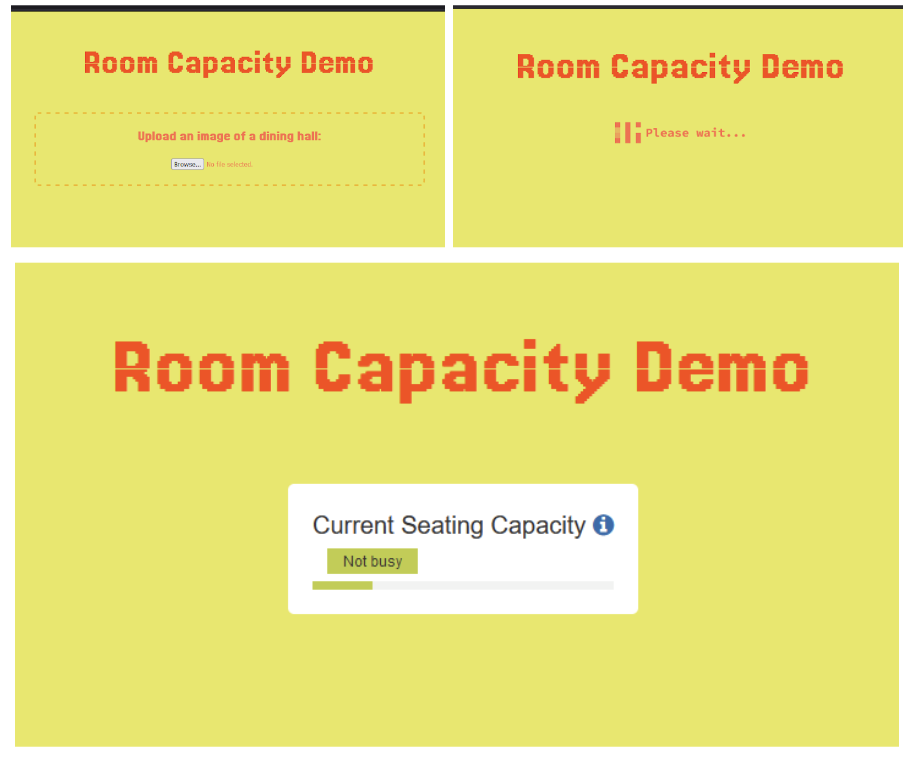 Room Capacity Demo
Upload an image of a dining hall:
Browse... No file selected.
Room Capacity Demo
Please wait...
Room Capacity Demo
Current Seating Capacity
Not busy